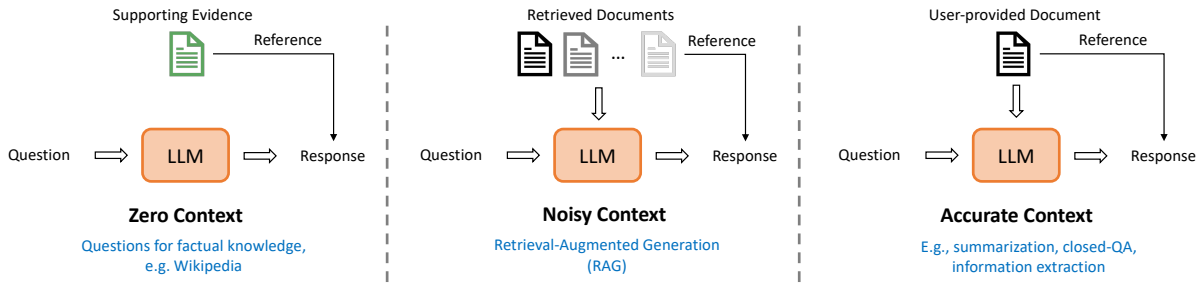 Supporting Evidence
Reference
Question
LLM
Response
Zero Context
Questions for factual knowledge,
e.g. Wikipedia
Retrieved Documents
...
Reference
Question
LLM
Response
Noisy Context
Retrieval-Augmented Generation
(RAG)
User-provided Document
Reference
Question
LLM
Response
Accurate Context
E.g., summarization, closed-QA,
information extraction